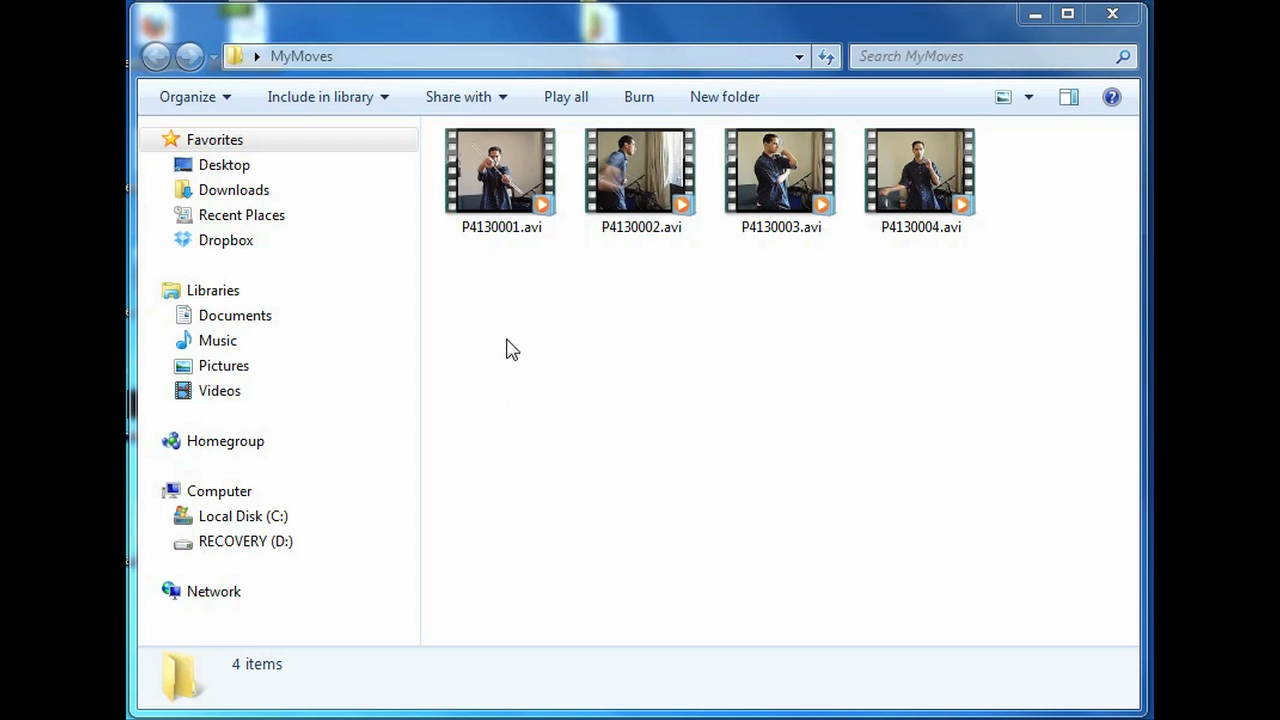 MyMoves
Search MyMoves
Organize Include in library Share with Play all Burn New folder
Favorites
Desktop
Downloads
Recent Places
Dropbox
Libraries
Documents
Music
Pictures
Videos
Homegroup
Computer
Local Disk (C:)
RECOVERY (D:)
Network
P4130001.avi P4130002.avi P4130003.avi P4130004.avi
4 items